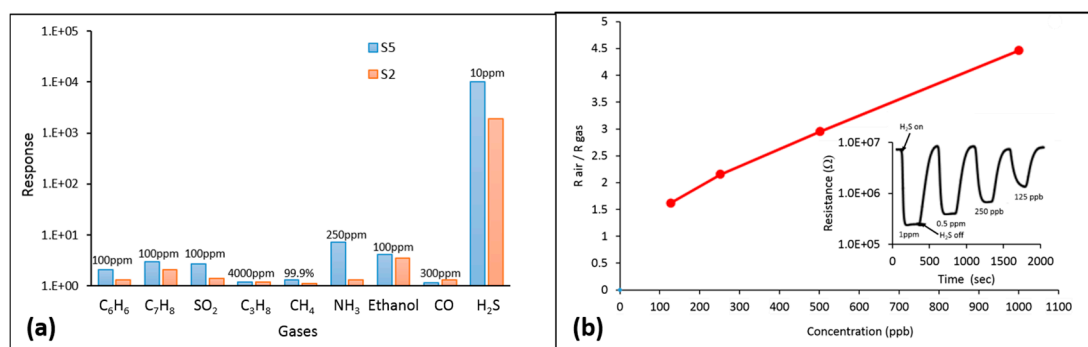 1.E+05
1.E+04
1.E+03
1.E+02
1.E+01
1.E+00
Response
S5
S2
100ppm
100ppm
100ppm
4000ppm
99.9%
250ppm
100ppm
300ppm
10ppm
C₆H₆
C₇H₈
SO₂
C₃H₈
CH₄
NH₃
Ethanol
CO
H₂S
Gases
(a)
5
4.5
4
3.5
3
2.5
2
1.5
1
0.5
0
R air / R gas
0
100
200
300
400
500
600
700
800
900
1000
1100
Concentration (ppb)
(b)
1.0E+07
1.0E+06
1.0E+05
Resistance (Ω)
H₂S on
1ppm
H₂S off
0.5 ppm
250 ppb
125 ppb
0
500
1000
1500
2000
Time (sec)